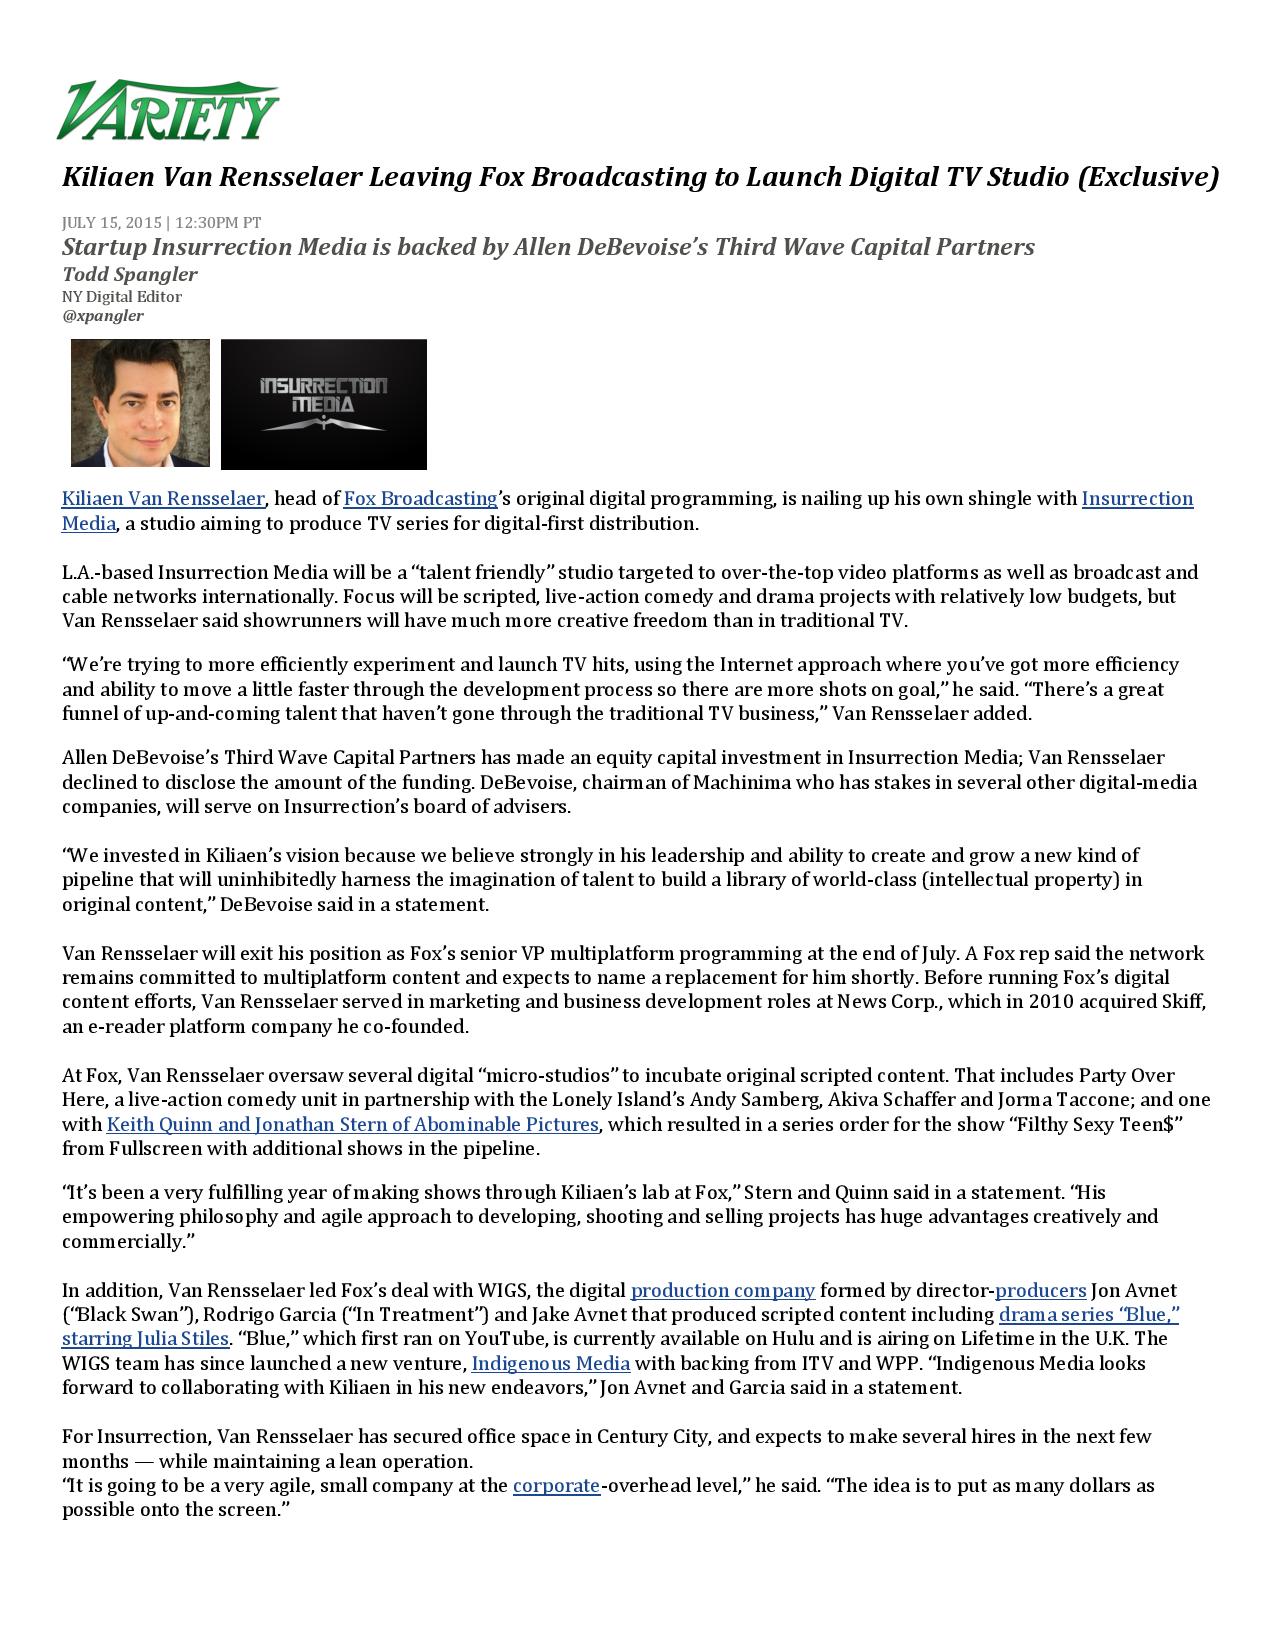 VARIETY
Kiliaen Van Rensselaer Leaving Fox Broadcasting to Launch Digital TV Studio (Exclusive)
JULY 15, 2015 | 12:30PM PT
Startup Insurrection Media is backed by Allen DeBevoise’s Third Wave Capital Partners
Todd Spangler
NY Digital Editor
@xpangler
INSURRECTION
MEDIA
Kiliaen Van Rensselaer, head of Fox Broadcasting’s original digital programming, is nailing up his own shingle with Insurrection
Media, a studio aiming to produce TV series for digital-first distribution.
L.A.-based Insurrection Media will be a “talent friendly” studio targeted to over-the-top video platforms as well as broadcast and
cable networks internationally. Focus will be scripted, live-action comedy and drama projects with relatively low budgets, but
Van Rensselaer said showrunners will have much more creative freedom than in traditional TV.
“We’re trying to more efficiently experiment and launch TV hits, using the Internet approach where you’ve got more efficiency
and ability to move a little faster through the development process so there are more shots on goal,” he said. “There’s a great
funnel of up-and-coming talent that haven’t gone through the traditional TV business,” Van Rensselaer added.
Allen DeBevoise’s Third Wave Capital Partners has made an equity capital investment in Insurrection Media; Van Rensselaer
declined to disclose the amount of the funding. DeBevoise, chairman of Machinima who has stakes in several other digital-media
companies, will serve on Insurrection’s board of advisers.
“We invested in Kiliaen’s vision because we believe strongly in his leadership and ability to create and grow a new kind of
pipeline that will uninhibitedly harness the imagination of talent to build a library of world-class (intellectual property) in
original content,” DeBevoise said in a statement.
Van Rensselaer will exit his position as Fox’s senior VP multiplatform programming at the end of July. A Fox rep said the network
remains committed to multiplatform content and expects to name a replacement for him shortly. Before running Fox’s digital
content efforts, Van Rensselaer served in marketing and business development roles at News Corp., which in 2010 acquired Skiff,
an e-reader platform company he co-founded.
At Fox, Van Rensselaer oversaw several digital “micro-studios” to incubate original scripted content. That includes Party Over
Here, a live-action comedy unit in partnership with the Lonely Island’s Andy Samberg, Akiva Schaffer and Jorma Taccone; and one
with Keith Quinn and Jonathan Stern of Abominable Pictures, which resulted in a series order for the show “Filthy Sexy Teen$”
from Fullscreen with additional shows in the pipeline.
“It’s been a very fulfilling year of making shows through Kiliaen’s lab at Fox,” Stern and Quinn said in a statement. “His
empowering philosophy and agile approach to developing, shooting and selling projects has huge advantages creatively and
commercially.”
In addition, Van Rensselaer led Fox’s deal with WIGS, the digital production company formed by director-producers Jon Avnet
(“Black Swan”), Rodrigo Garcia (“In Treatment”) and Jake Avnet that produced scripted content including drama series “Blue,”
starring Julia Stiles. “Blue,” which first ran on YouTube, is currently available on Hulu and is airing on Lifetime in the U.K. The
WIGS team has since launched a new venture, Indigenous Media with backing from ITV and WPP. “Indigenous Media looks
forward to collaborating with Kiliaen in his new endeavors,” Jon Avnet and Garcia said in a statement.
For Insurrection, Van Rensselaer has secured office space in Century City, and expects to make several hires in the next few
months — while maintaining a lean operation.
“It is going to be a very agile, small company at the corporate-overhead level,” he said. “The idea is to put as many dollars as
possible onto the screen.”